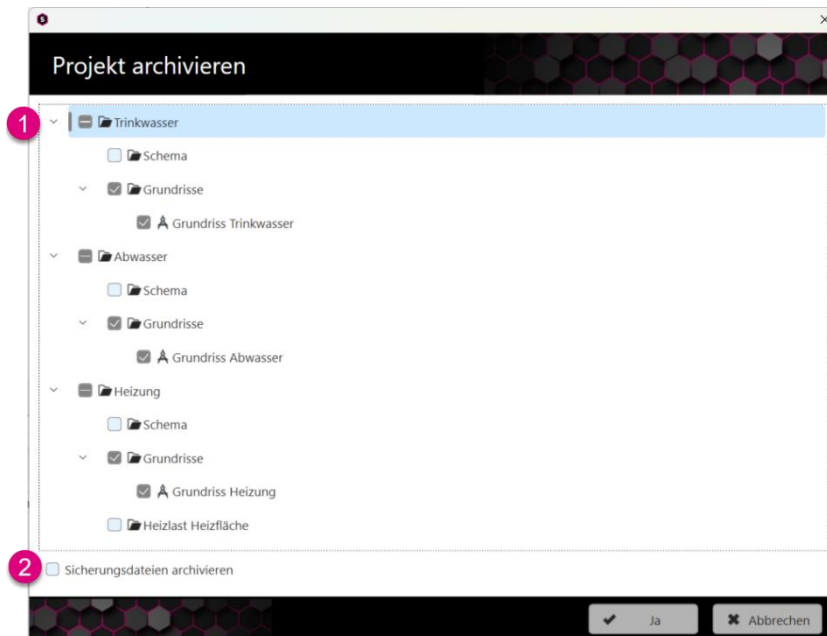 Projekt archivieren
1
Trinkwasser
Schema
Grundrisse
Grundriss Trinkwasser
Abwasser
Schema
Grundrisse
Grundriss Abwasser
Heizung
Schema
Grundrisse
Grundriss Heizung
Heizlast Heizfläche
2
Sicherungsdateien archivieren
Ja
Abbrechen